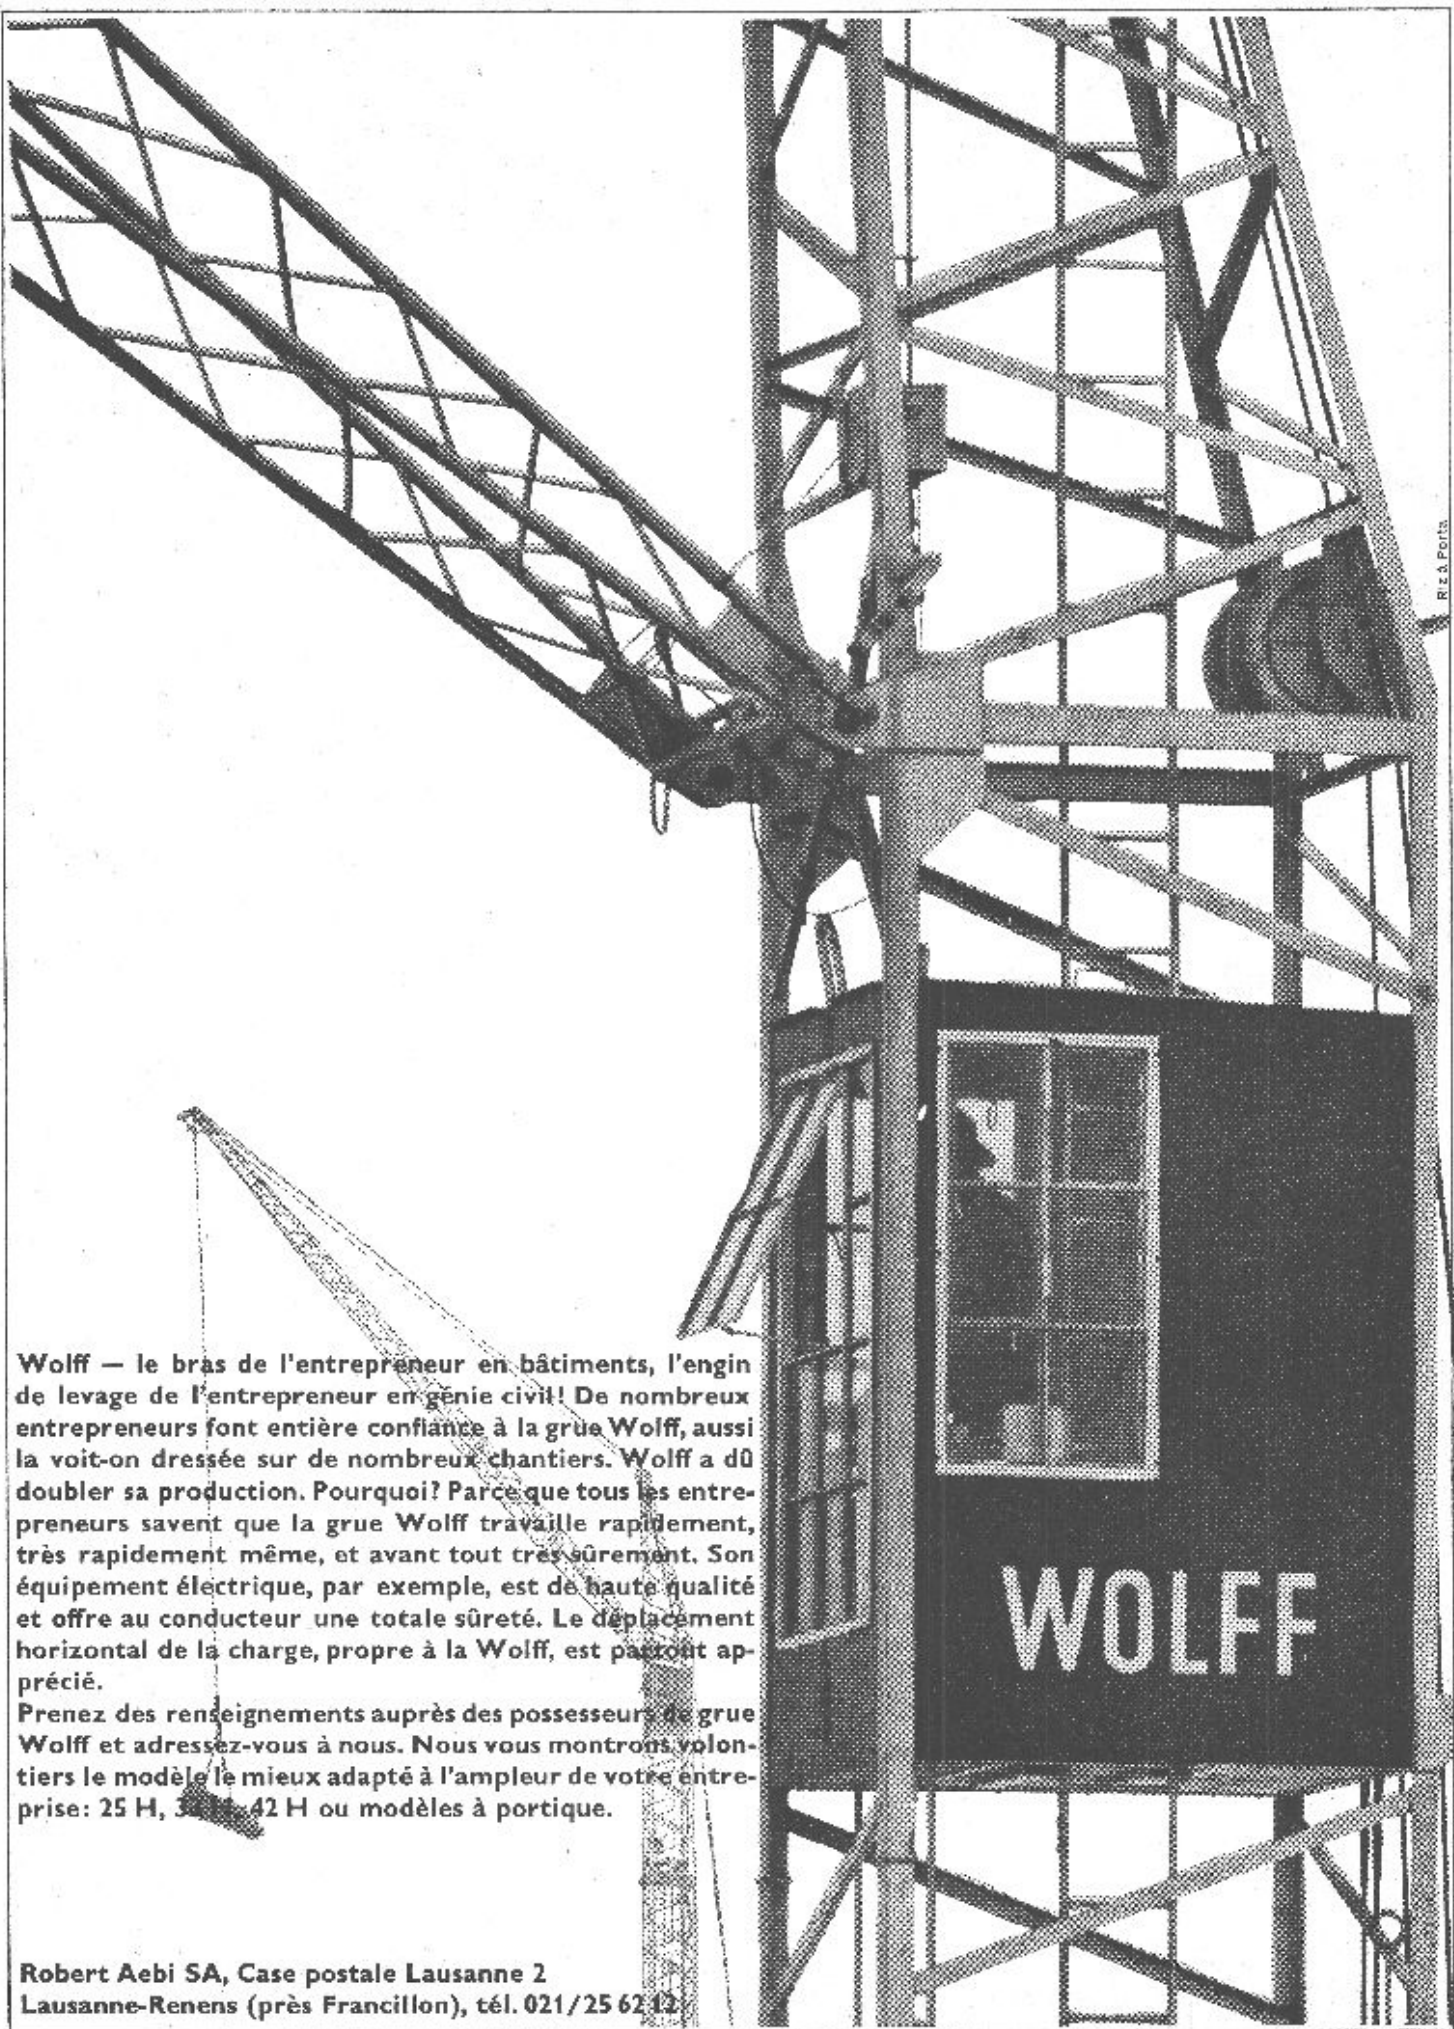 Riz à Porta
Wolff — le bras de l'entrepreneur en bâtiments, l'engin
de levage de l'entrepreneur en génie civil! De nombreux
entrepreneurs font entière confiance à la grue Wolff, aussi
la voit-on dressée sur de nombreux chantiers. Wolff a dû
doubler sa production. Pourquoi? Parce que tous les entre-
preneurs savent que la grue Wolff travaille rapidement,
très rapidement même, et avant tout très sûrement. Son
équipement électrique, par exemple, est de haute qualité
et offre au conducteur une totale sûreté. Le déplacement
horizontal de la charge, propre à la Wolff, est partout ap-
précié.
Prenez des renseignements auprès des possesseurs de grue
Wolff et adressez-vous à nous. Nous vous montrons volon-
tiers le modèle le mieux adapté à l'ampleur de votre entre-
prise: 25 H, 42 H ou modèles à portique.
WOLFF
Robert Aebi SA, Case postale Lausanne 2
Lausanne-Renens (près Francillon), tél. 021/25 62 12